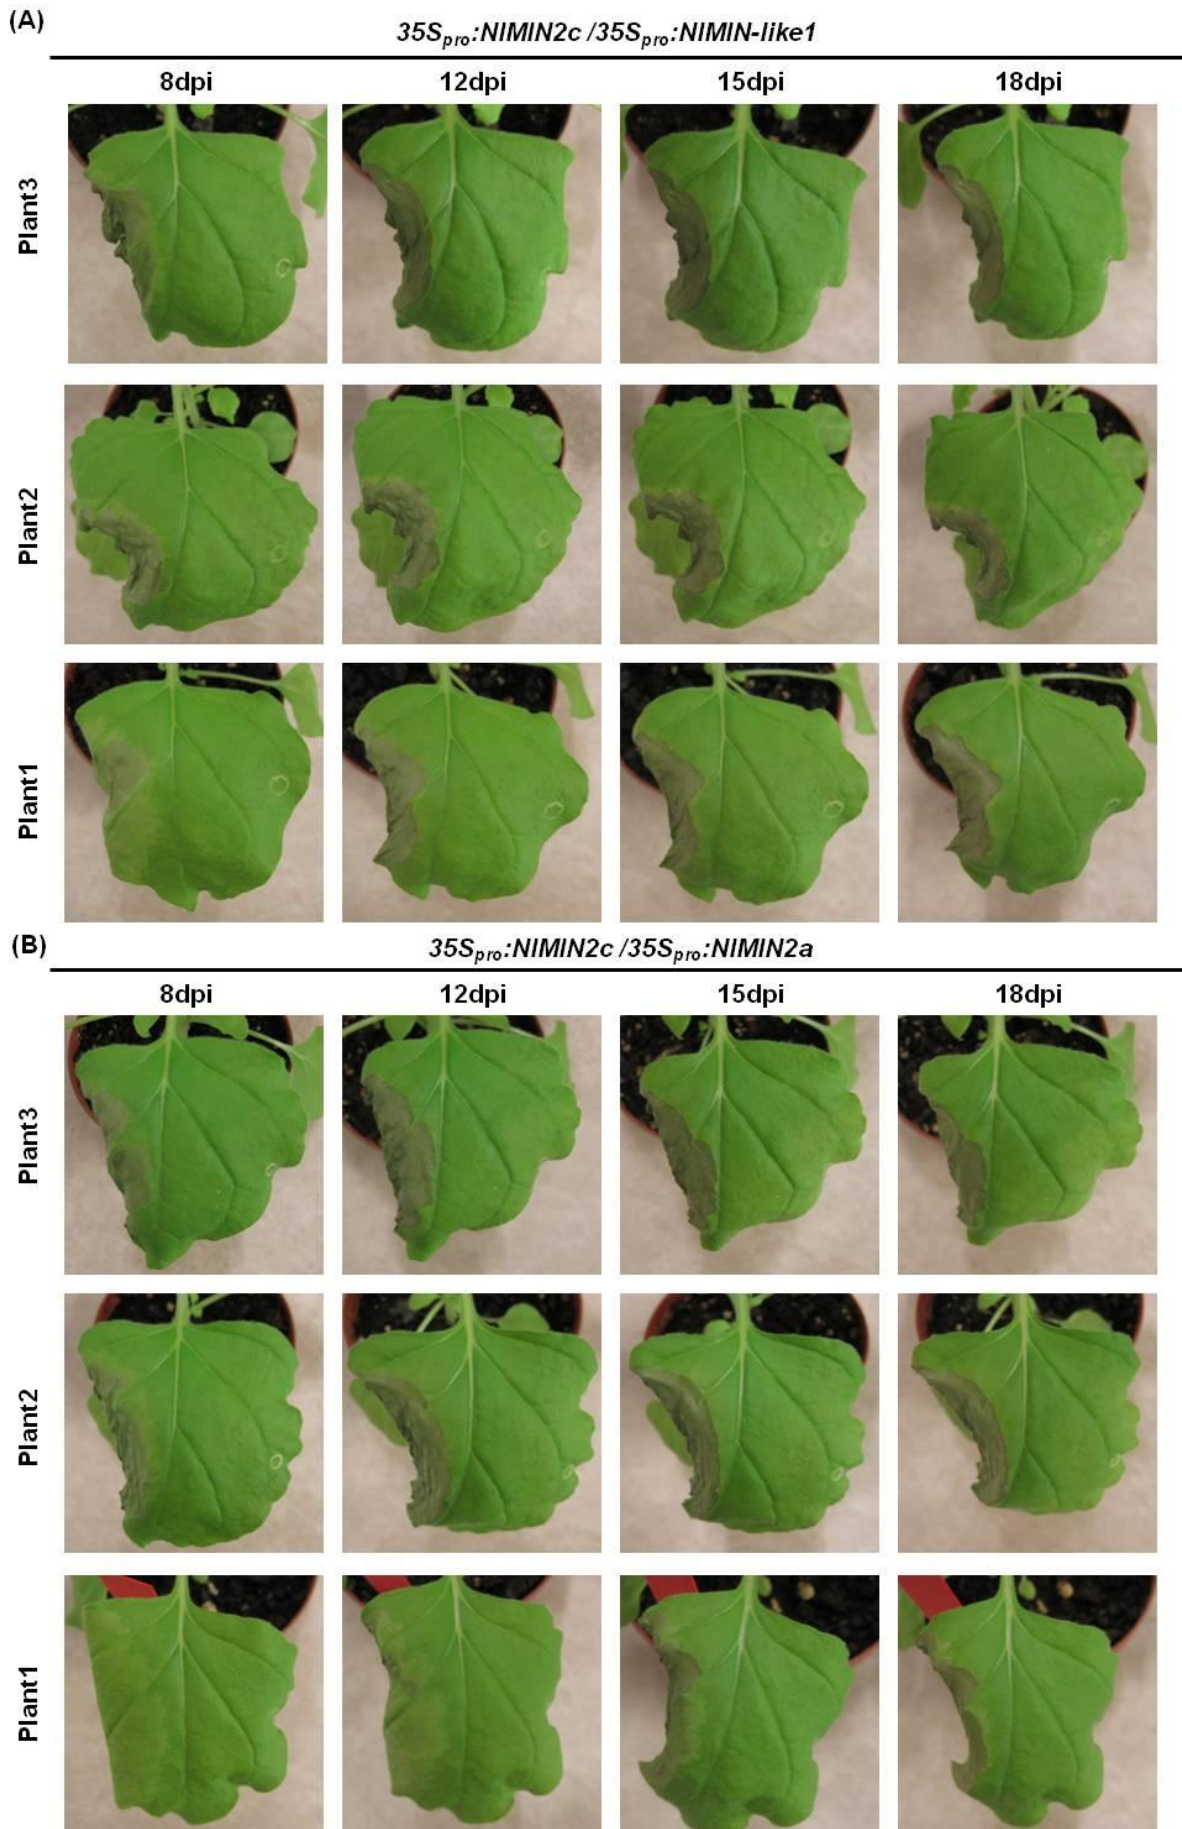 (A)
35Spro:NIMIN2c /35Spro:NIMIN-like1
8dpi 12dpi 15dpi 18dpi
Plant3
Plant2
Plant1
(B)
35Spro:NIMIN2c /35Spro:NIMIN2a
8dpi 12dpi 15dpi 18dpi
Plant3
Plant2
Plant1